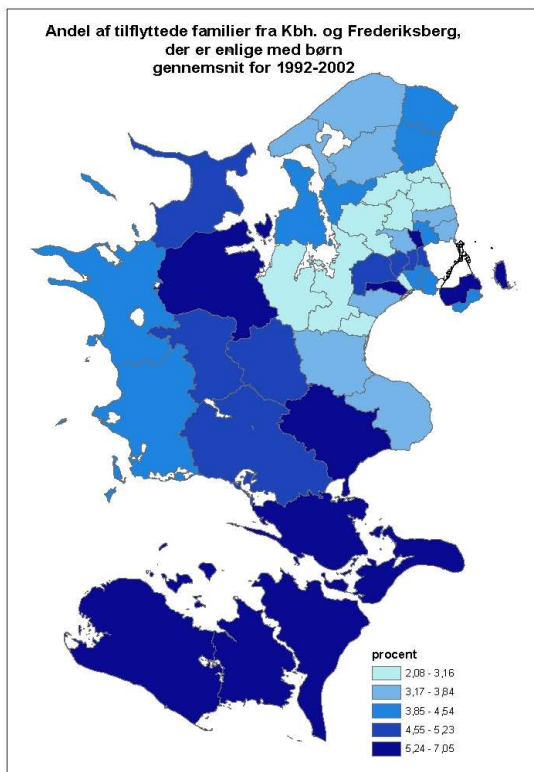 Andel af tilflyttede familier fra Kbh. og Frederiksberg,
der er enlige med børn
gennemsnit for 1992-2002
procent
2,08 - 3,16
3,17 - 3,84
3,85 - 4,54
4,55 - 5,23
5,24 - 7,05